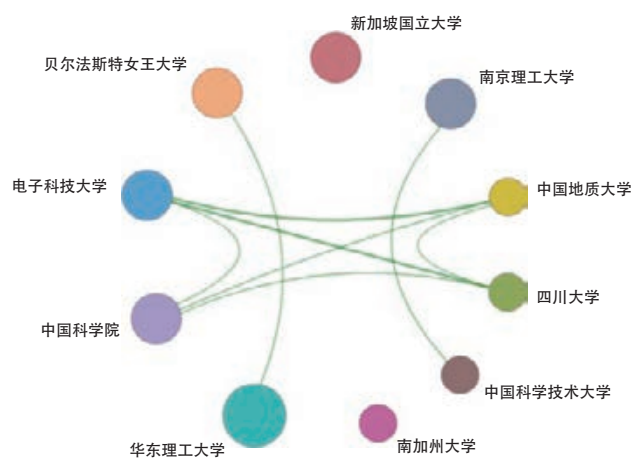 新加坡国立大学
贝尔法斯特女王大学
南京理工大学
电子科技大学
中国地质大学
四川大学
中国科学院
中国科学技术大学
华东理工大学
南加州大学